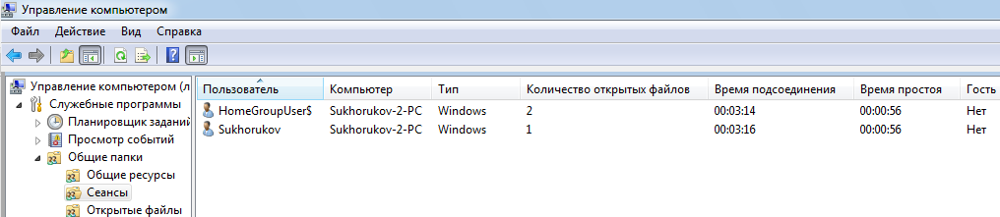 Управление компьютером
Файл Действие Вид Справка
Управление компьютером (л
Служебные программы
Планировщик заданий
Просмотр событий
Общие папки
Общие ресурсы
Сеансы
Открытые файлы
Пользователь Компьютер Тип Количество открытых файлов Время подсоединения Время простоя Гость
HomeGroupUser$ Sukhorukov-2-PC Windows 2 00:03:14 00:00:56 Нет
Sukhorukov Sukhorukov-2-PC Windows 1 00:03:16 00:00:56 Нет